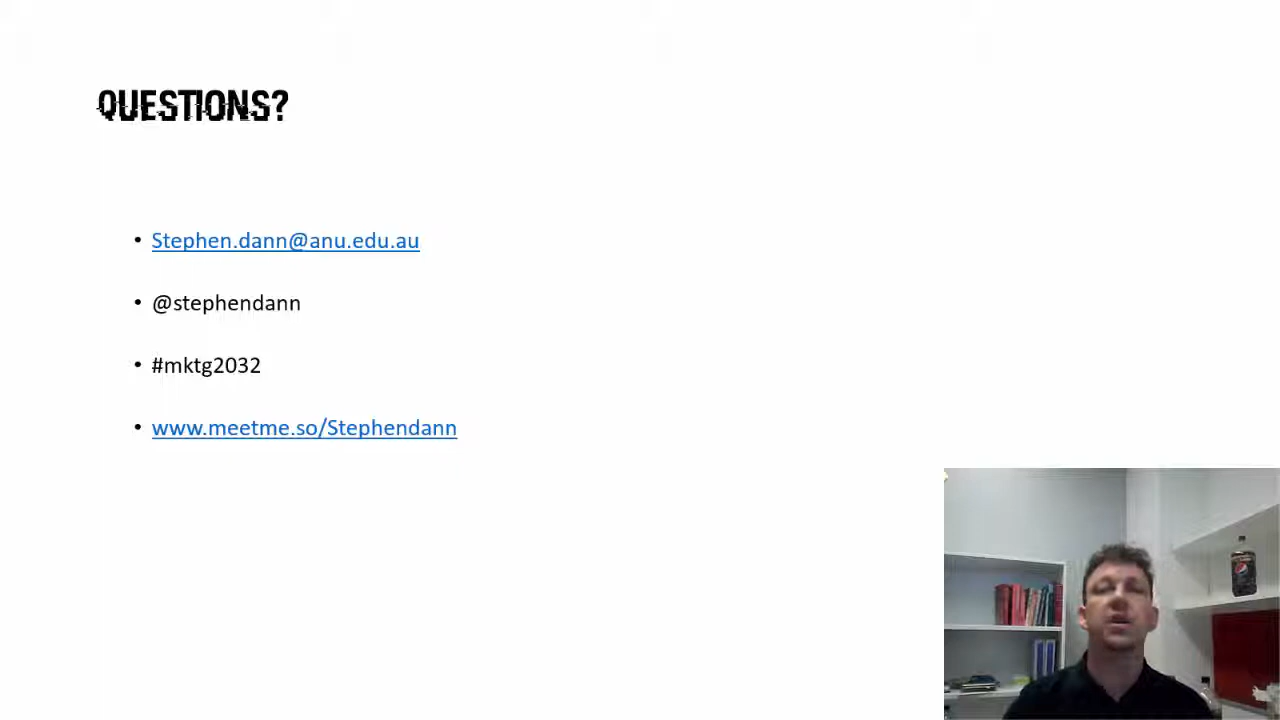 QUESTIONS?
• Stephen.dann@anu.edu.au
• @stephendann
• #mktg2032
• www.meetme.so/Stephendann